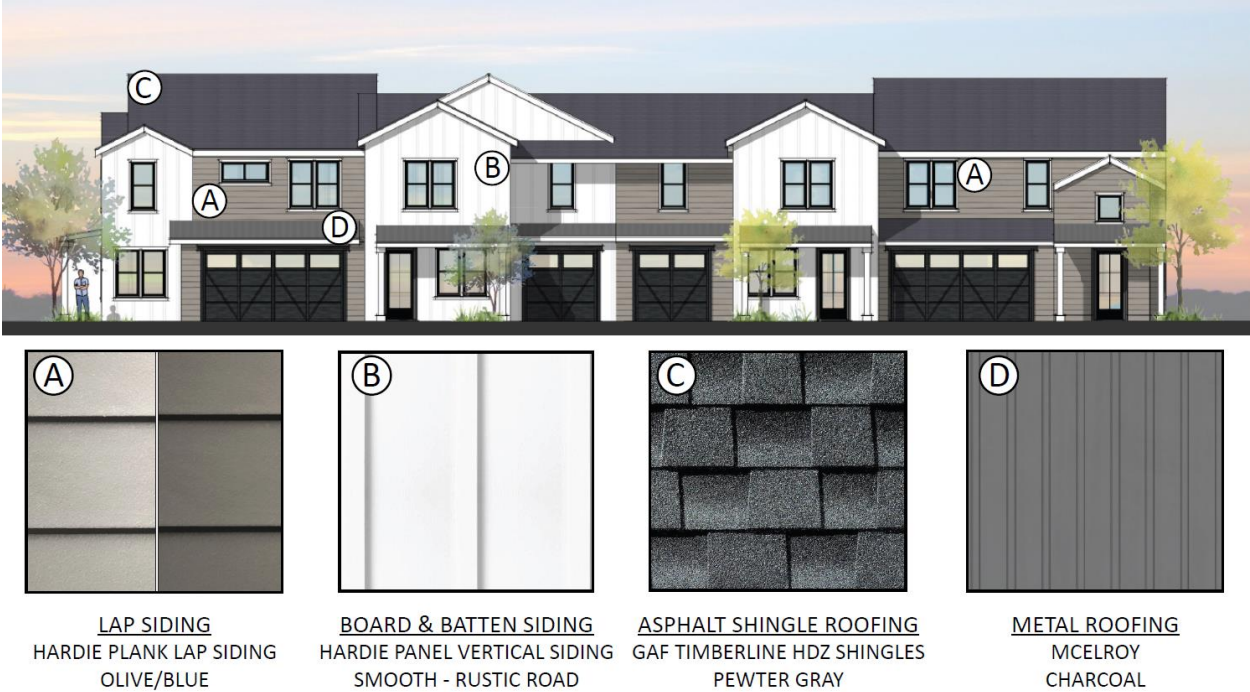 C
B
A
A
D
A
B
C
D
LAP SIDING
HARDIE PLANK LAP SIDING
OLIVE/BLUE
BOARD & BATTEN SIDING
HARDIE PANEL VERTICAL SIDING
SMOOTH - RUSTIC ROAD
ASPHALT SHINGLE ROOFING
GAF TIMBERLINE HDZ SHINGLES
PEWTER GRAY
METAL ROOFING
MCELROY
CHARCOAL